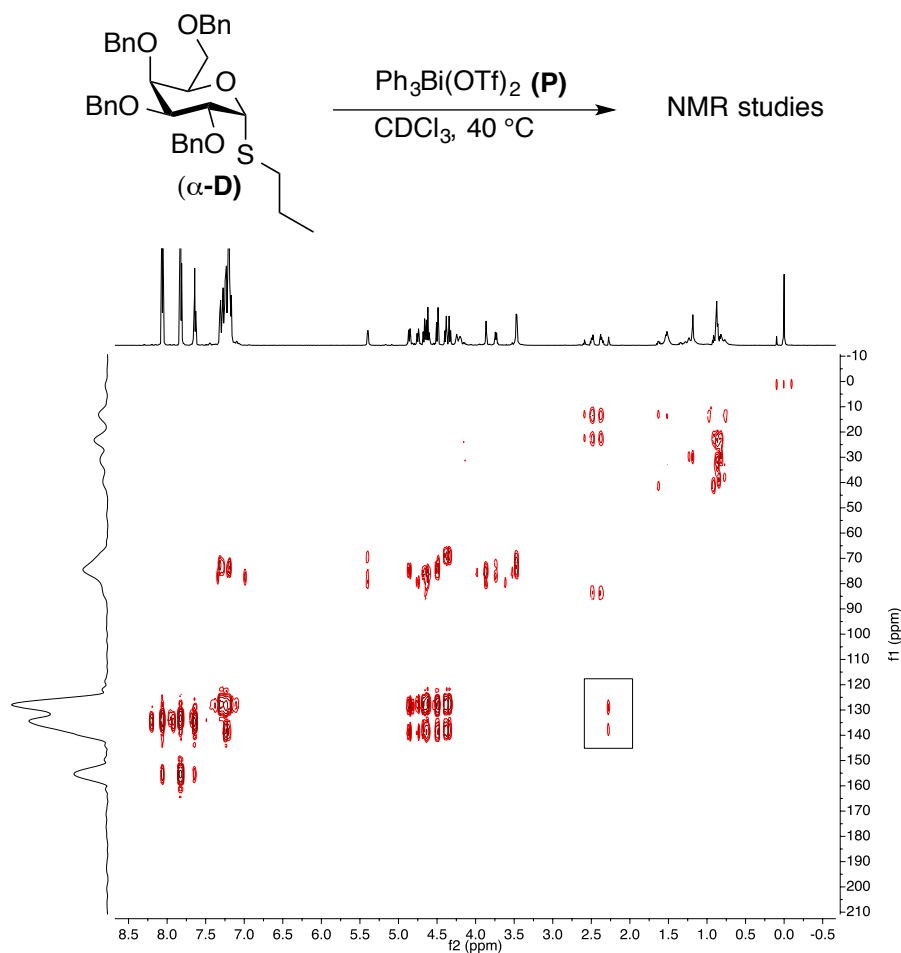 OBn
BnO
O
BnO
BnO
S
(α-D)
Ph3Bi(OTf)2 (P)
CDCl3, 40 °C
NMR studies
-10
0
10
20
30
40
50
60
70
80
90
100
110
120
130
140
150
160
170
180
190
200
210
f1 (ppm)
8.5 8.0 7.5 7.0 6.5 6.0 5.5 5.0 4.5 4.0 3.5 3.0 2.5 2.0 1.5 1.0 0.5 0.0 -0.5
f2 (ppm)